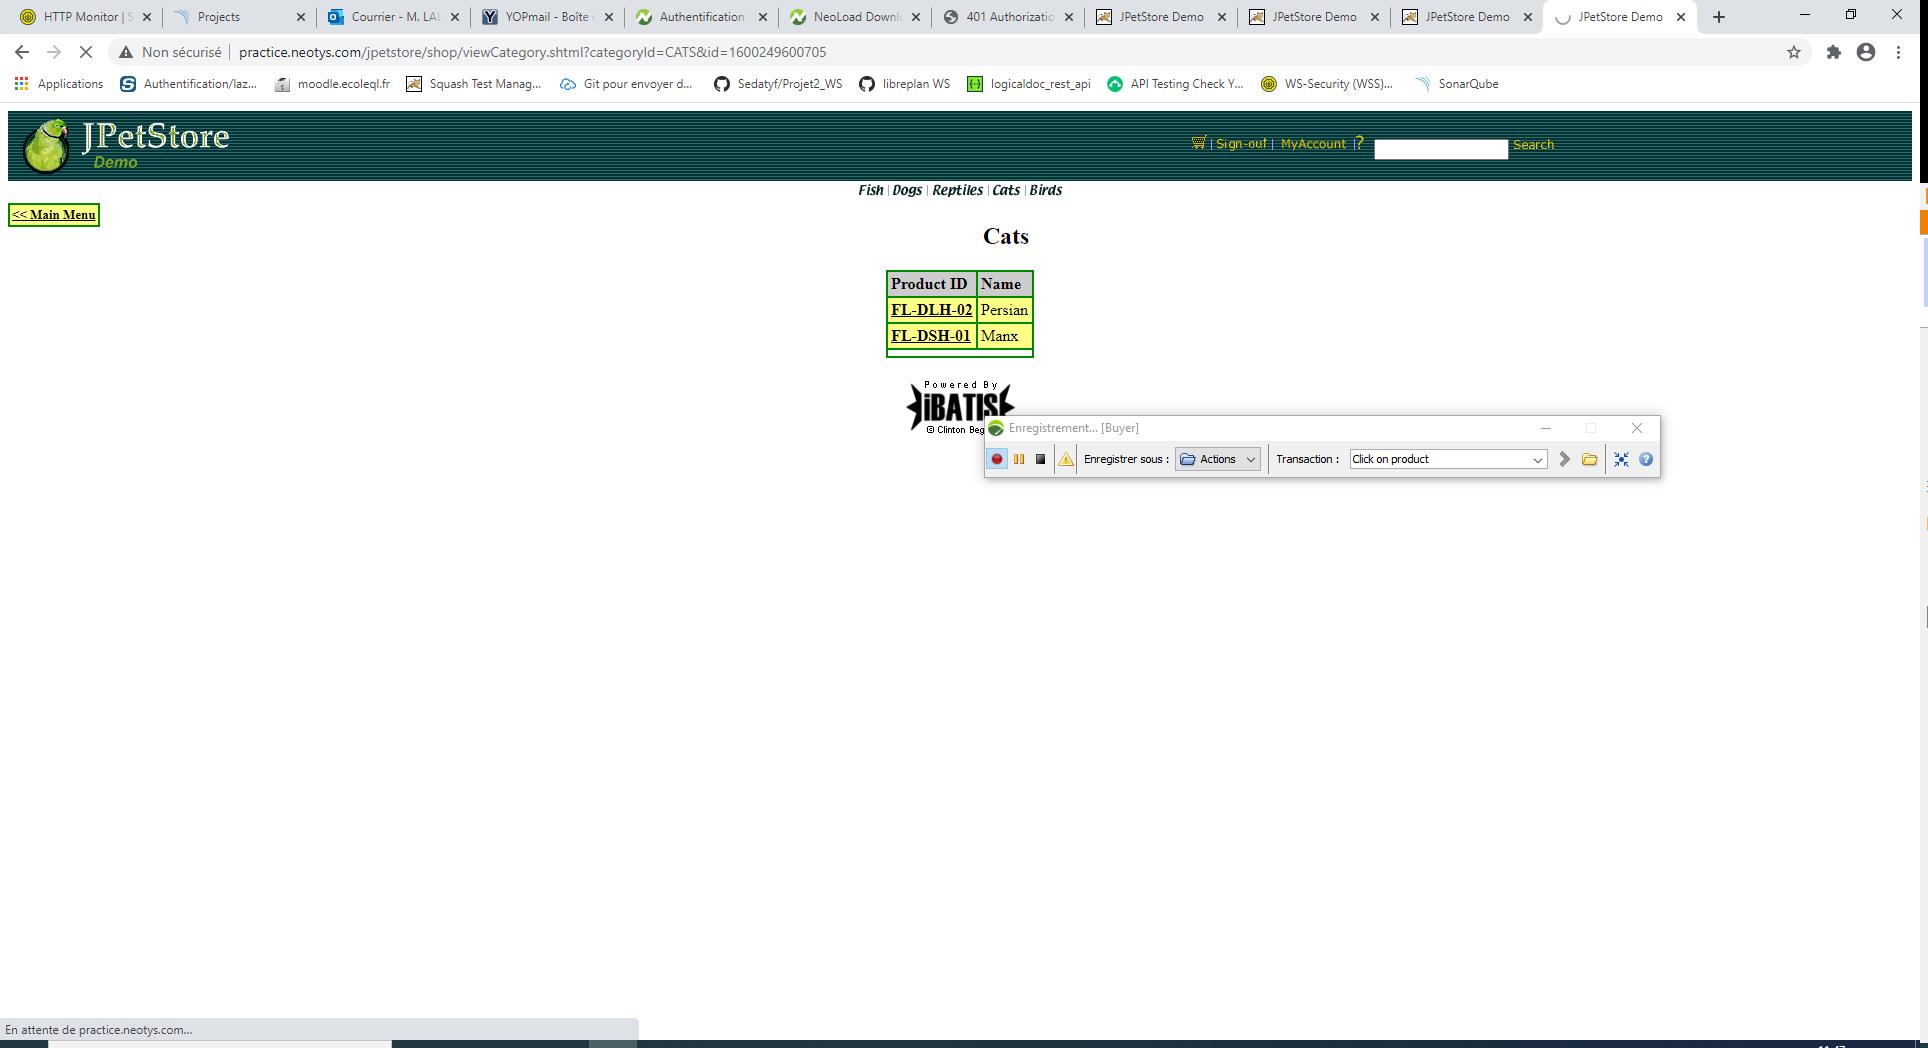 HTTP Monitor | S
Projects
Courrier - M. LAL
YOPmail - Boîte
Authentification
NeoLoad Downl
401 Authorizatio
JPetStore Demo
JPetStore Demo
JPetStore Demo
JPetStore Demo
Non sécurisé | practice.neotys.com/jpetstore/shop/viewCategory.shtml?categoryId=CATS&id=1600249600705
Applications
Authentification/laz...
moodle.ecoleql.fr
Squash Test Manag...
Git pour envoyer d...
Sedatyf/Projet2_WS
libreplan WS
logicaldoc_rest_api
API Testing Check Y...
WS-Security (WSS)...
SonarQube
JPetStore
Demo
| Sign-out | MyAccount | ? Search
Fish | Dogs | Reptiles | Cats | Birds
<< Main Menu
Cats
Product ID Name
FL-DLH-02 Persian
FL-DSH-01 Manx
Powered By
iBATIS
© Clinton Beg
Enregistrement... [Buyer]
Enregistrer sous : Actions Transaction : Click on product
En attente de practice.neotys.com...